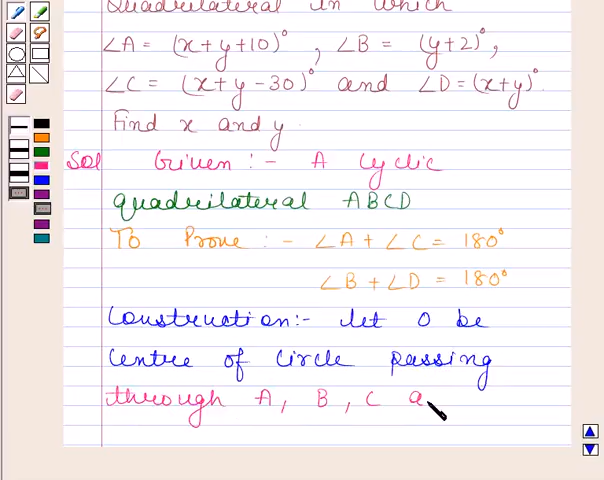 Quadrilateral in which
∠A = (x+y+10)°, ∠B = (y+2)°,
∠C = (x+y-30)° and ∠D=(x+y)°.
Find x and y.
Sol Given :- A Cyclic
quadrilateral ABCD
To Prove :- ∠A + ∠C = 180°
∠B + ∠D = 180°
Construction:- let O be
Centre of Circle passing
through A, B, C a